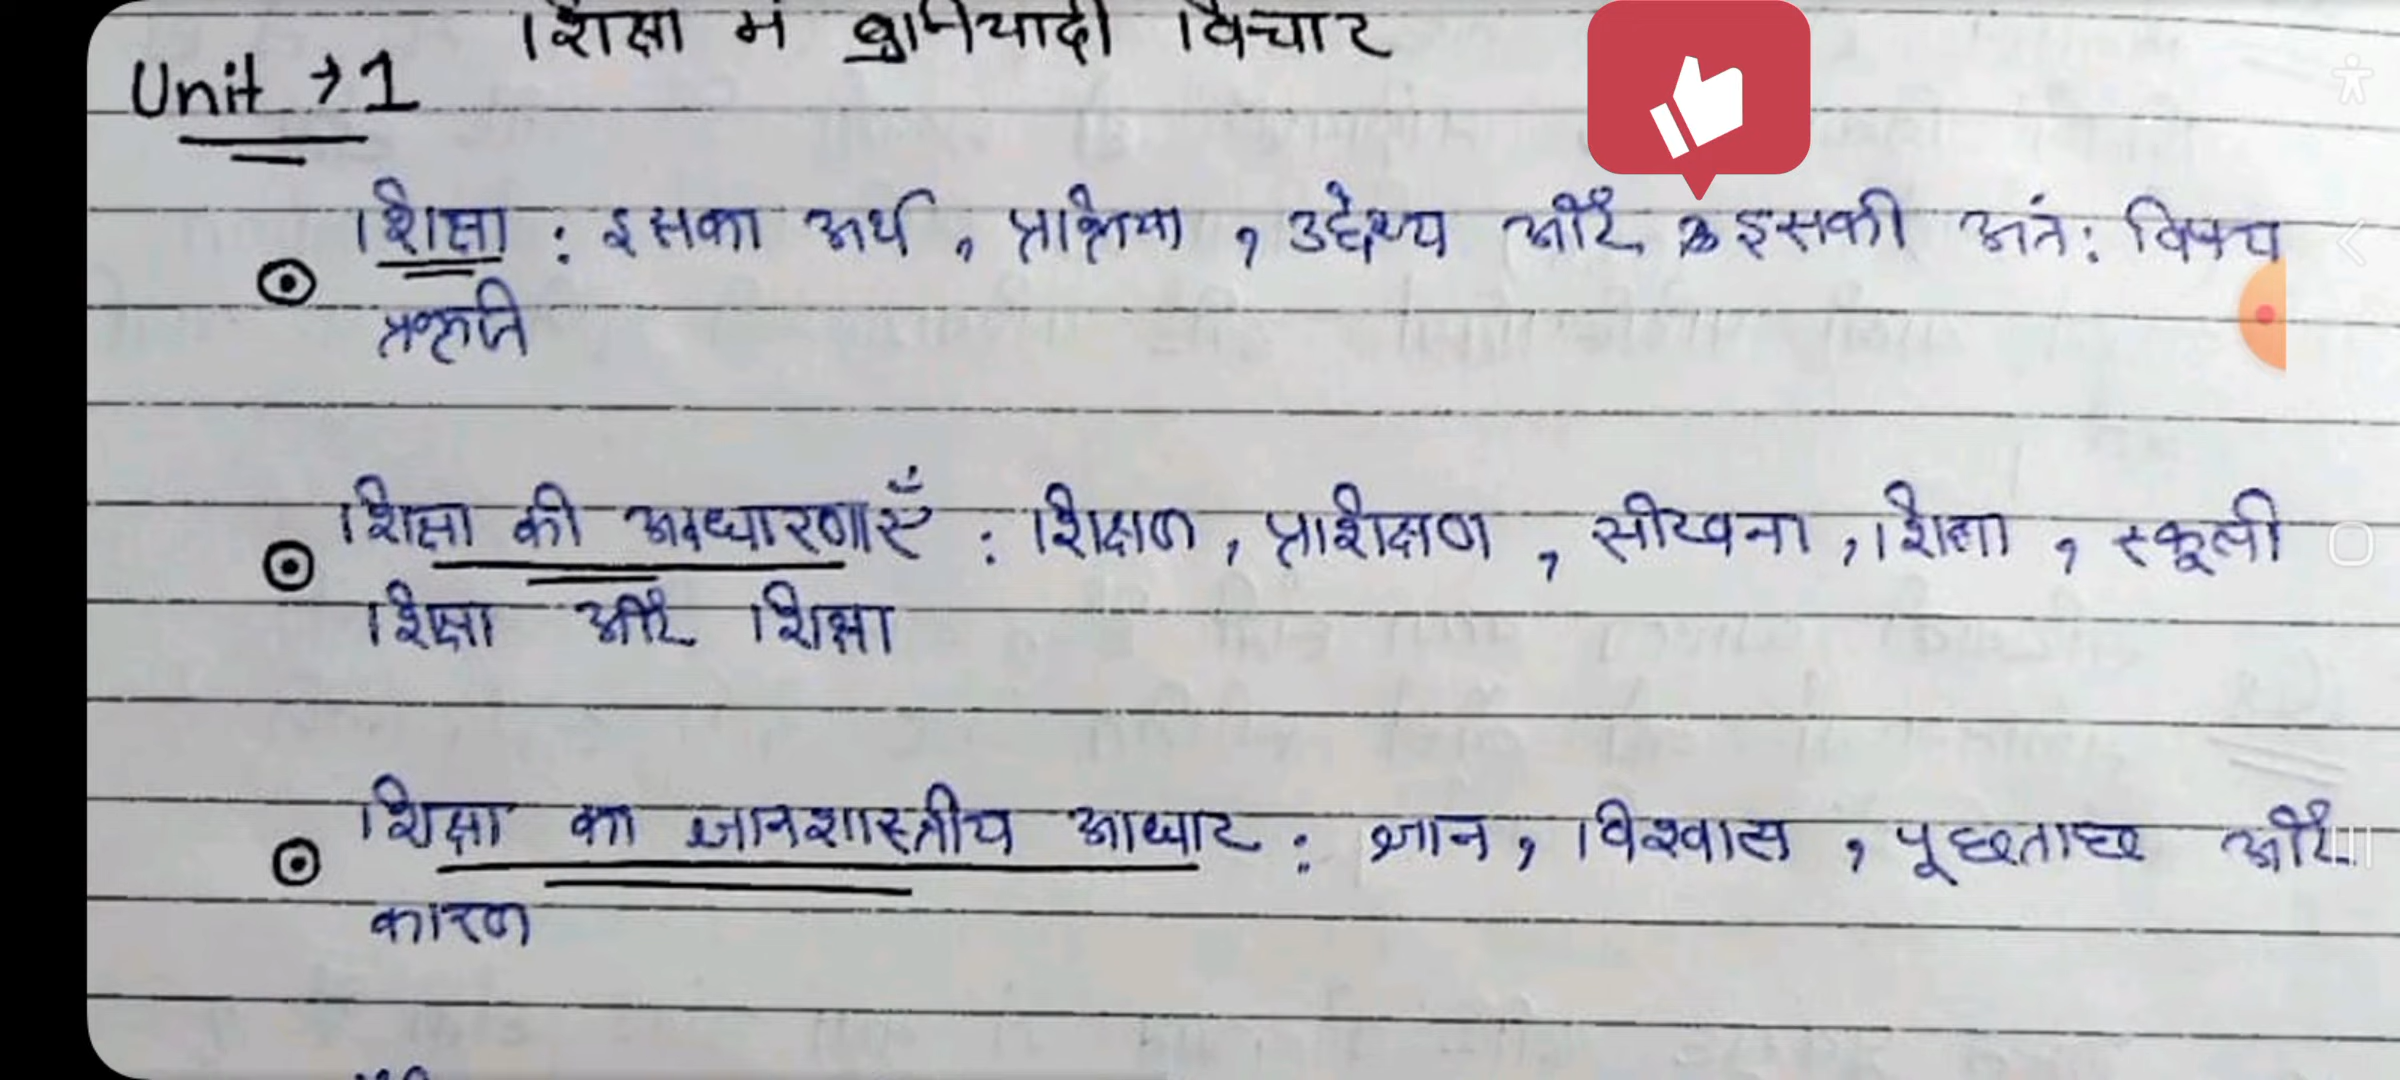 शिक्षा में बुनियादी विचार
Unit → 1
शिक्षा : इसका अर्थ, प्रक्रिया, उद्देश्य और इसकी अंत: विषय
प्रकृति
शिक्षा की अवधारणाएँ : शिक्षण, प्रशिक्षण, सीखना, शिक्षा, स्कूली
शिक्षा और शिक्षा
शिक्षा का ज्ञानशास्त्रीय आधार : ज्ञान, विश्वास, पूछताछ और
कारण